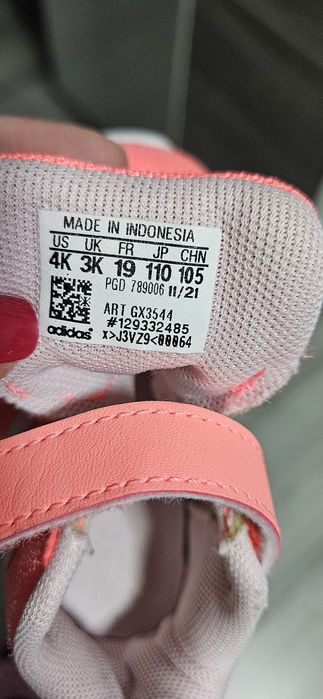 MADE IN INDONESIA
US UK FR JP CHN
4K 3K 19 110 105
PGD 789006 11/21
ART GX3544
#129332485
adidas® x>J3VZ9<00064